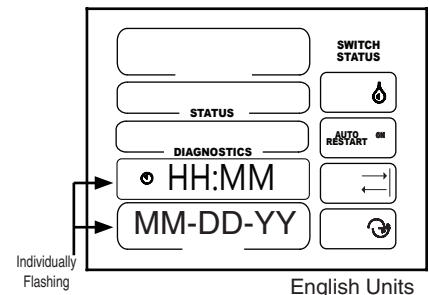 SWITCH
STATUS
STATUS
AUTO
RESTART ON
DIAGNOSTICS
HH:MM
MM-DD-YY
Individually
Flashing
English Units